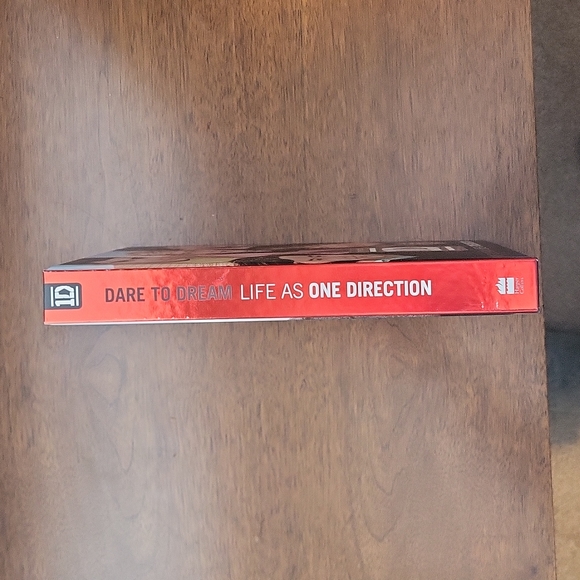 1D
DARE TO DREAM LIFE AS ONE DIRECTION